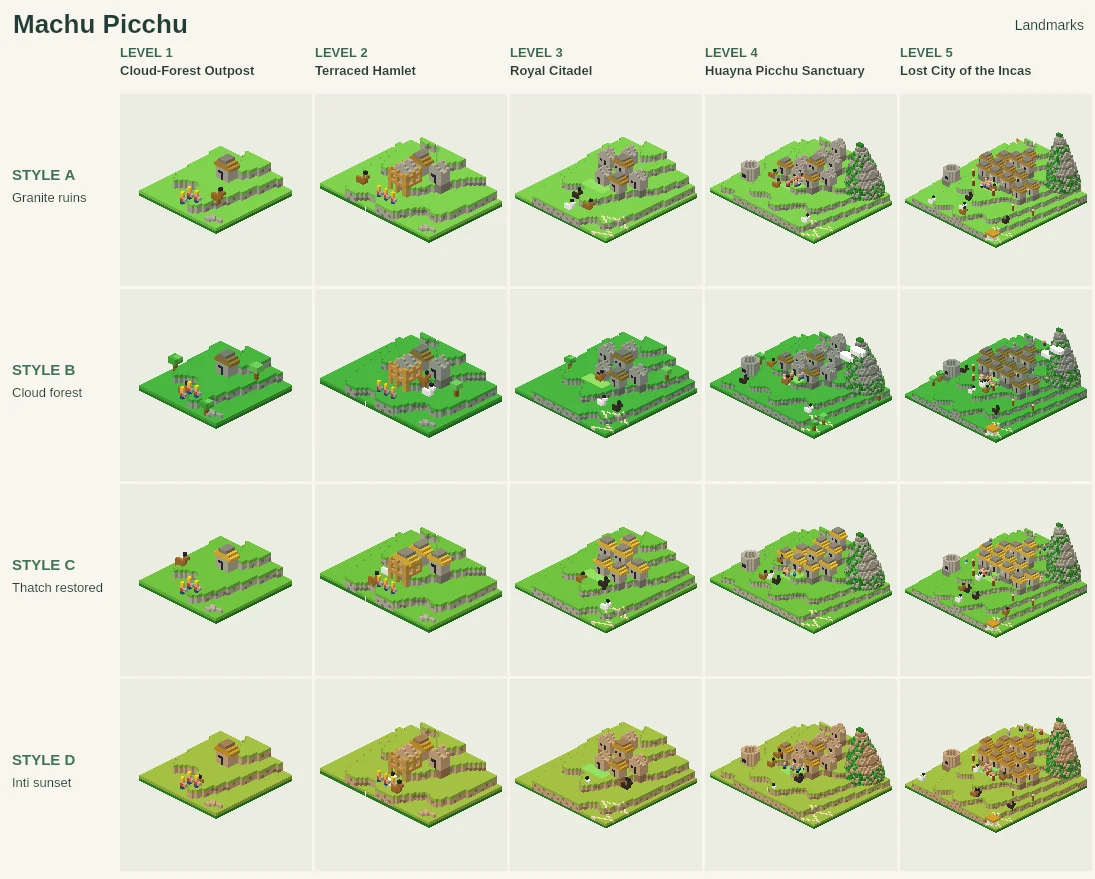 Machu Picchu
Landmarks
LEVEL 1
Cloud-Forest Outpost
LEVEL 2
Terraced Hamlet
LEVEL 3
Royal Citadel
LEVEL 4
Huayna Picchu Sanctuary
LEVEL 5
Lost City of the Incas
STYLE A
Granite ruins
STYLE B
Cloud forest
STYLE C
Thatch restored
STYLE D
Inti sunset